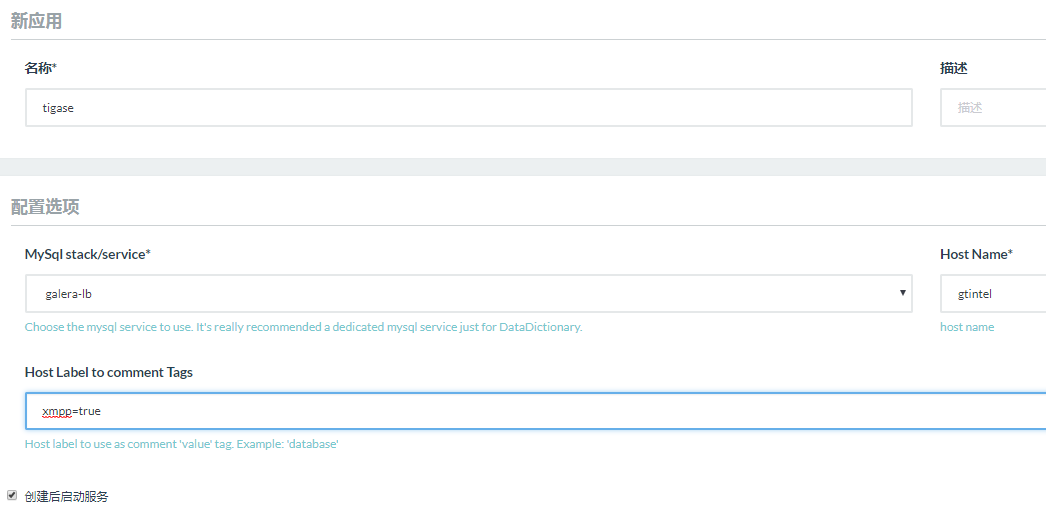 新应用
名称* 描述
tigase 描述
配置选项
MySql stack/service* Host Name*
galera-lb gtintel
Choose the mysql service to use. It's really recommended a dedicated mysql service just for DataDictionary. host name
Host Label to comment Tags
xmpp=true
Host label to use as comment 'value' tag. Example: 'database'
创建后启动服务